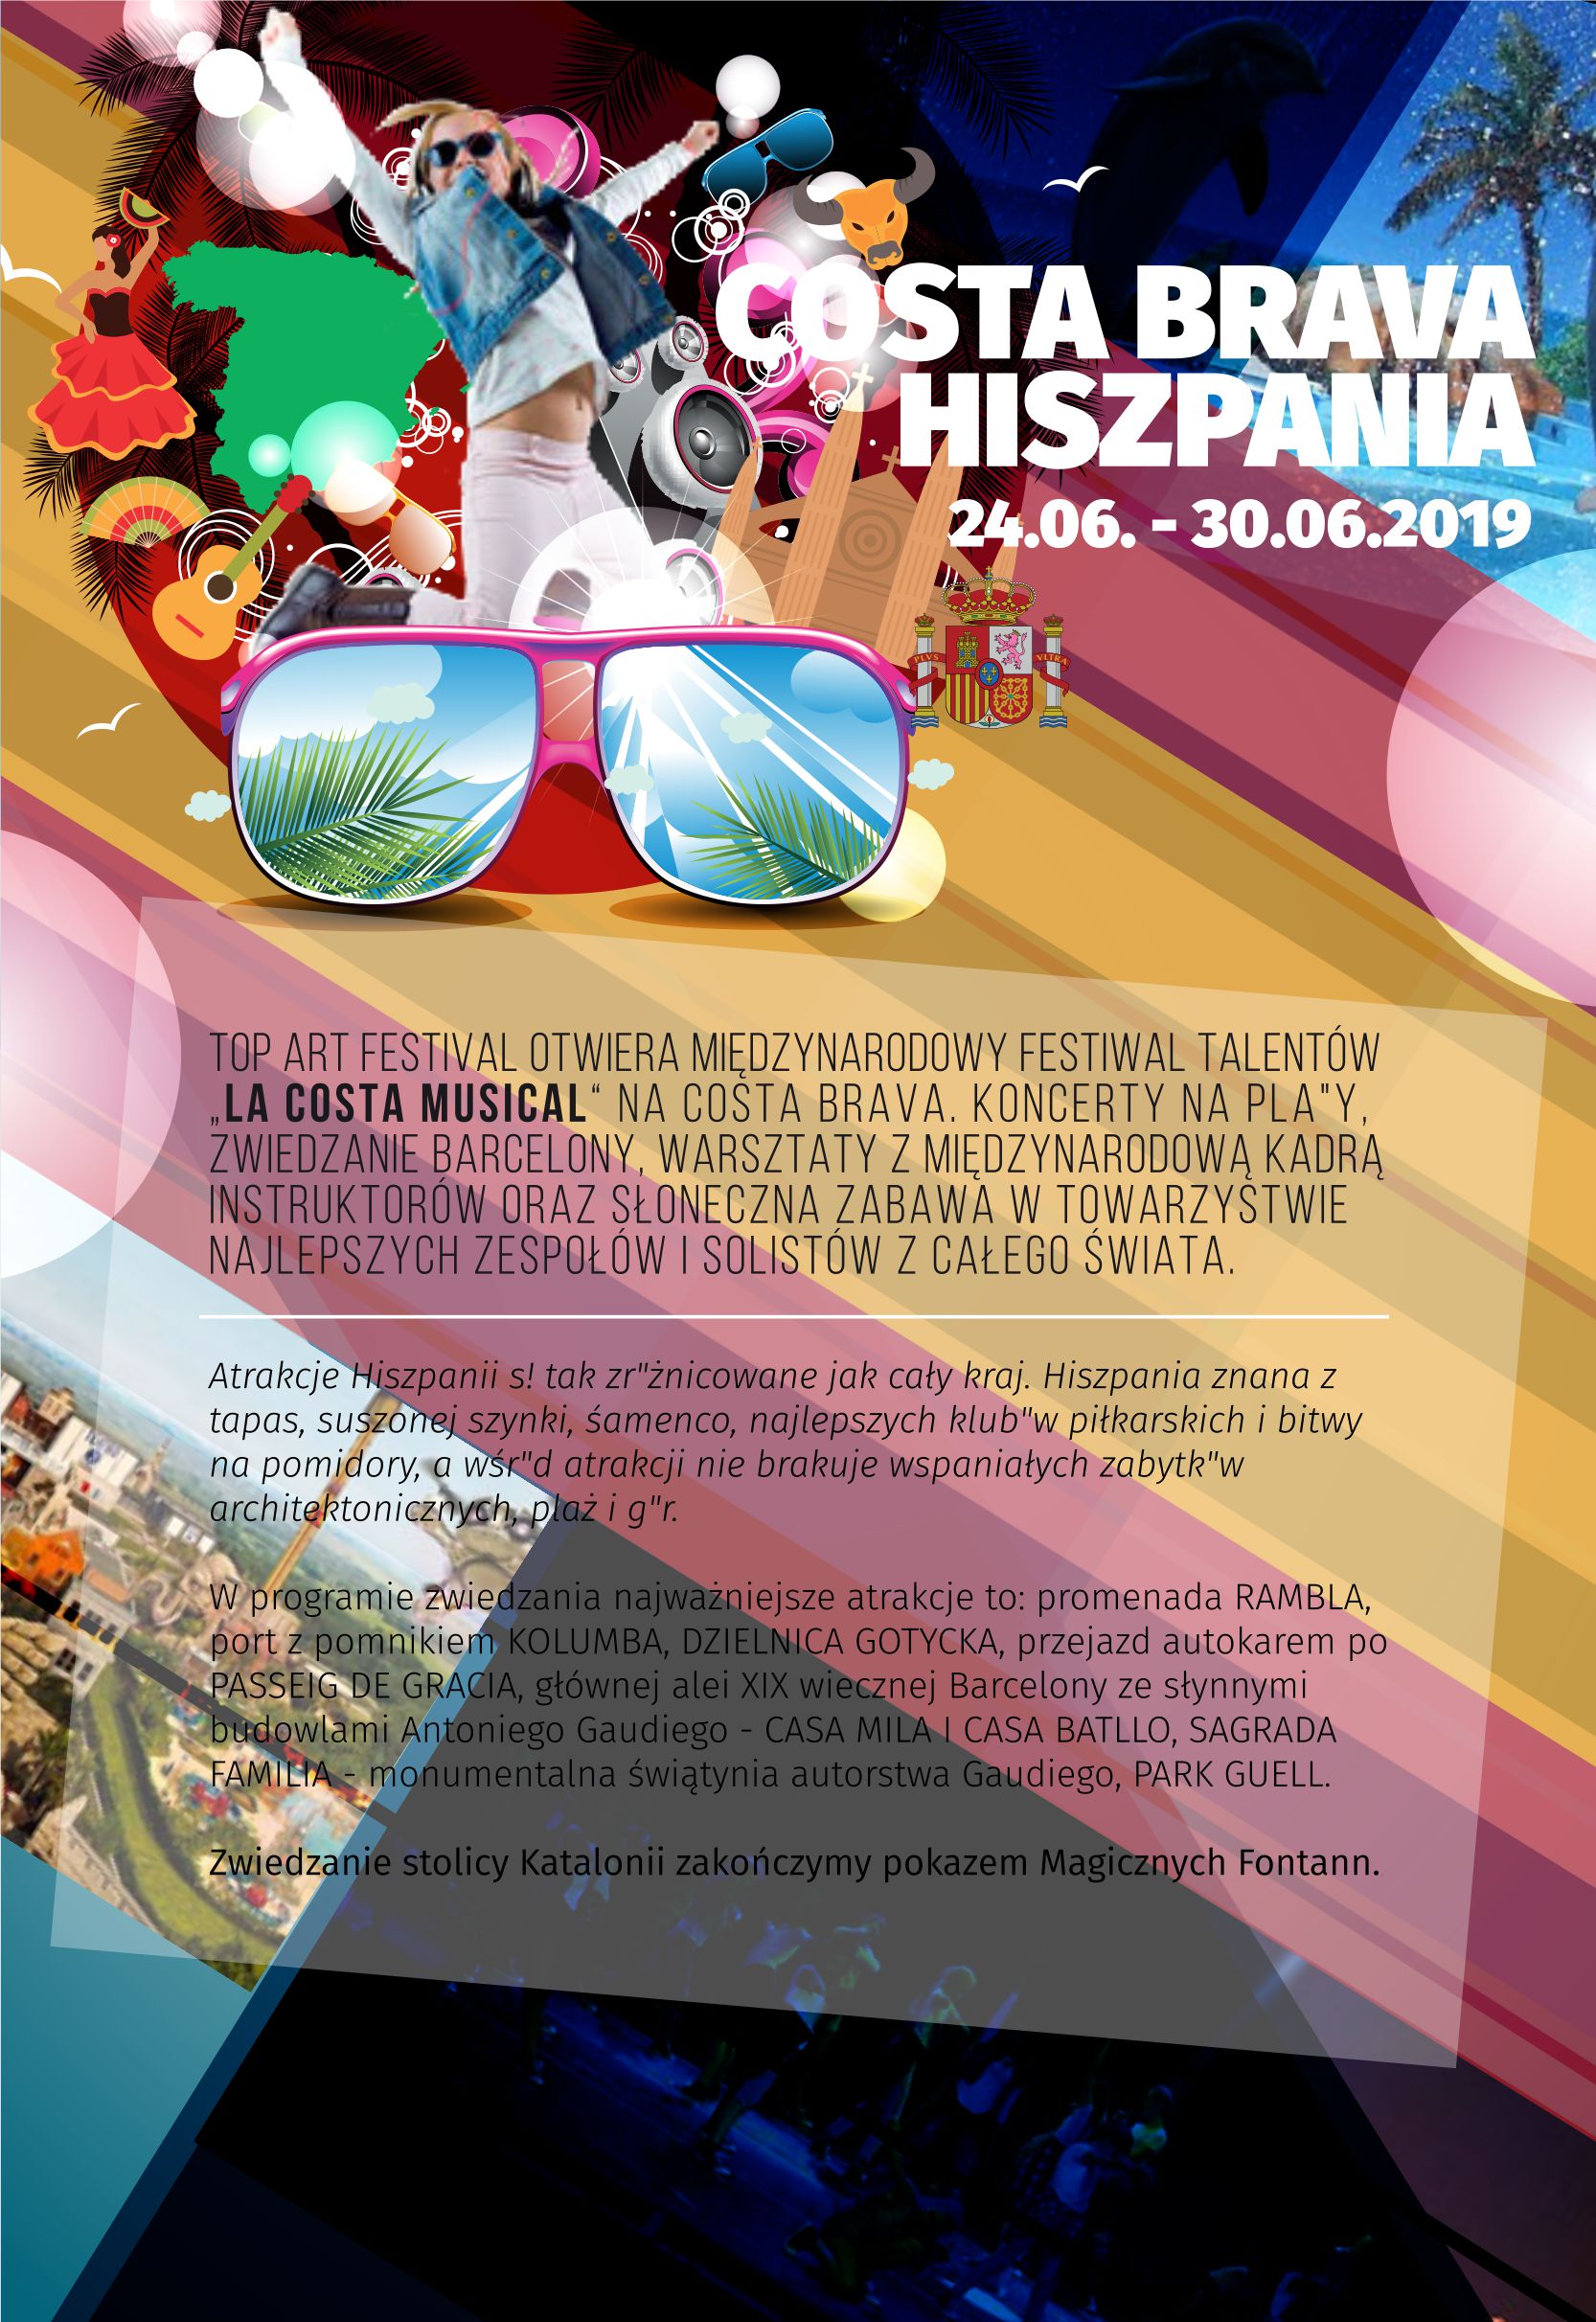 COSTA BRAVA
HISZPANIA
24.06. - 30.06.2019
PLVS VLTRA
TOP ART FESTIVAL OTWIERA MIĘDZYNARODOWY FESTIWAL TALENTÓW
„LA COSTA MUSICAL“ NA COSTA BRAVA. KONCERTY NA PLA"Y,
ZWIEDZANIE BARCELONY, WARSZTATY Z MIĘDZYNARODOWĄ KADRĄ
INSTRUKTORÓW ORAZ SŁONECZNA ZABAWA W TOWARZYSTWIE
NAJLEPSZYCH ZESPOŁÓW I SOLISTÓW Z CAŁEGO ŚWIATA.
Atrakcje Hiszpanii s! tak zr"żnicowane jak cały kraj. Hiszpania znana z
tapas, suszonej szynki, śamenco, najlepszych klub"w piłkarskich i bitwy
na pomidory, a wśr"d atrakcji nie brakuje wspaniałych zabytk"w
architektonicznych, plaż i g"r.
W programie zwiedzania najważniejsze atrakcje to: promenada RAMBLA,
port z pomnikiem KOLUMBA, DZIELNICA GOTYCKA, przejazd autokarem po
PASSEIG DE GRACIA, głównej alei XIX wiecznej Barcelony ze słynnymi
budowlami Antoniego Gaudiego - CASA MILA I CASA BATLLO, SAGRADA
FAMILIA - monumentalna świątynia autorstwa Gaudiego, PARK GUELL.
Zwiedzanie stolicy Katalonii zakończymy pokazem Magicznych Fontann.